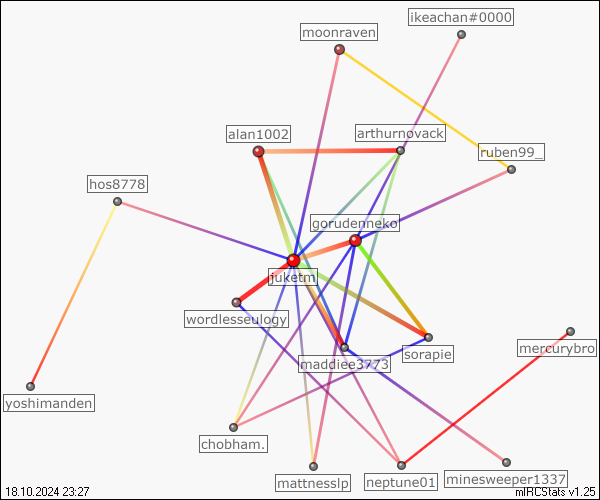 ikeachan#0000
moonraven
alan1002
arthurnovack
ruben99_
hos8778
gorudenneko
juketm
wordlesseulogy
mercurybro
sorapie
maddiee3773
yoshimanden
chobham.
mattnesslp
neptune01
minesweeper1337
18.10.2024 23:27
mIRCStats v1.25